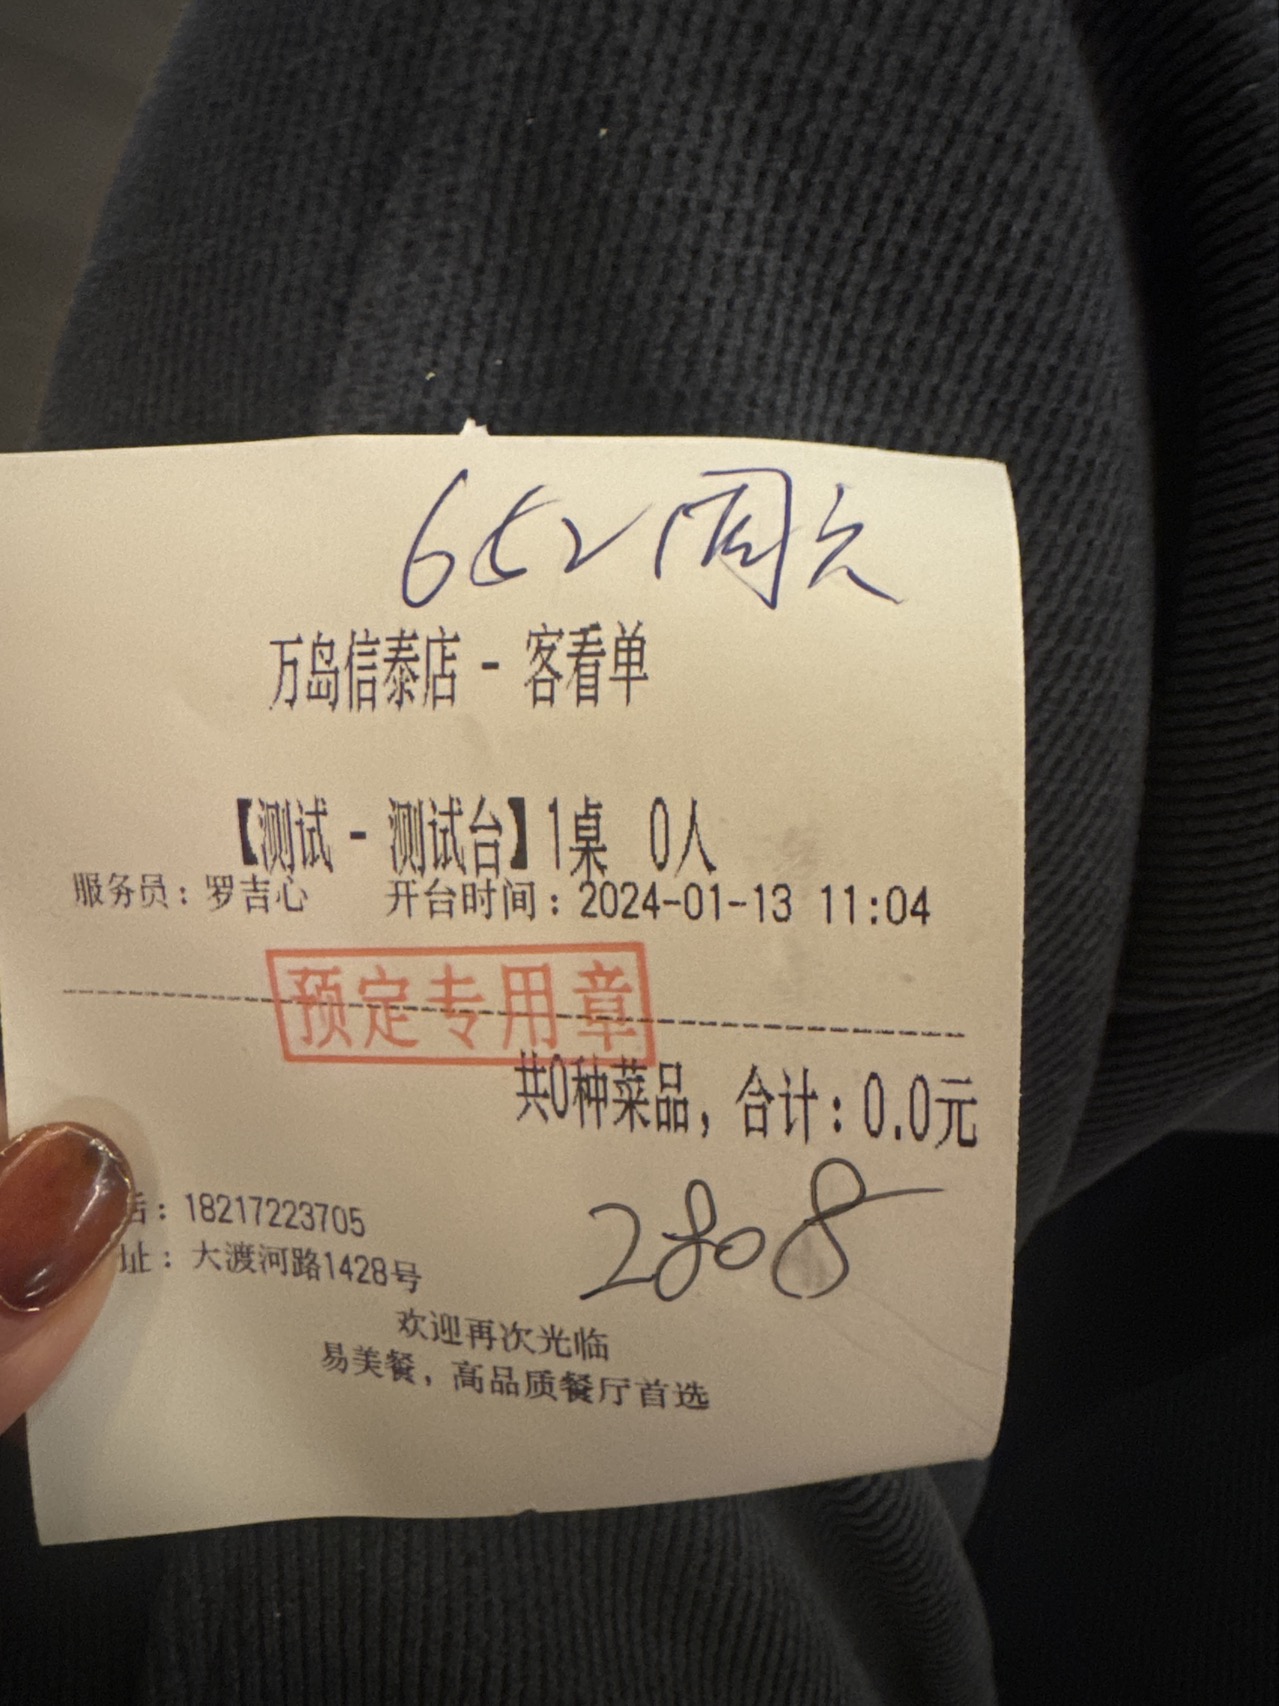 652 周六
万岛信泰店 - 客看单
【测试 - 测试台】1桌 0人
服务员：罗吉心 开台时间：2024-01-13 11:04
预定专用章
共0种菜品，合计：0.0元
2808
话：18217223705
址：大渡河路1428号
欢迎再次光临
易美餐，高品质餐厅首选